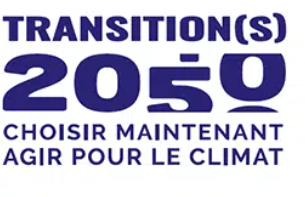 TRANSITION(S)
2050
CHOISIR MAINTENANT
AGIR POUR LE CLIMAT